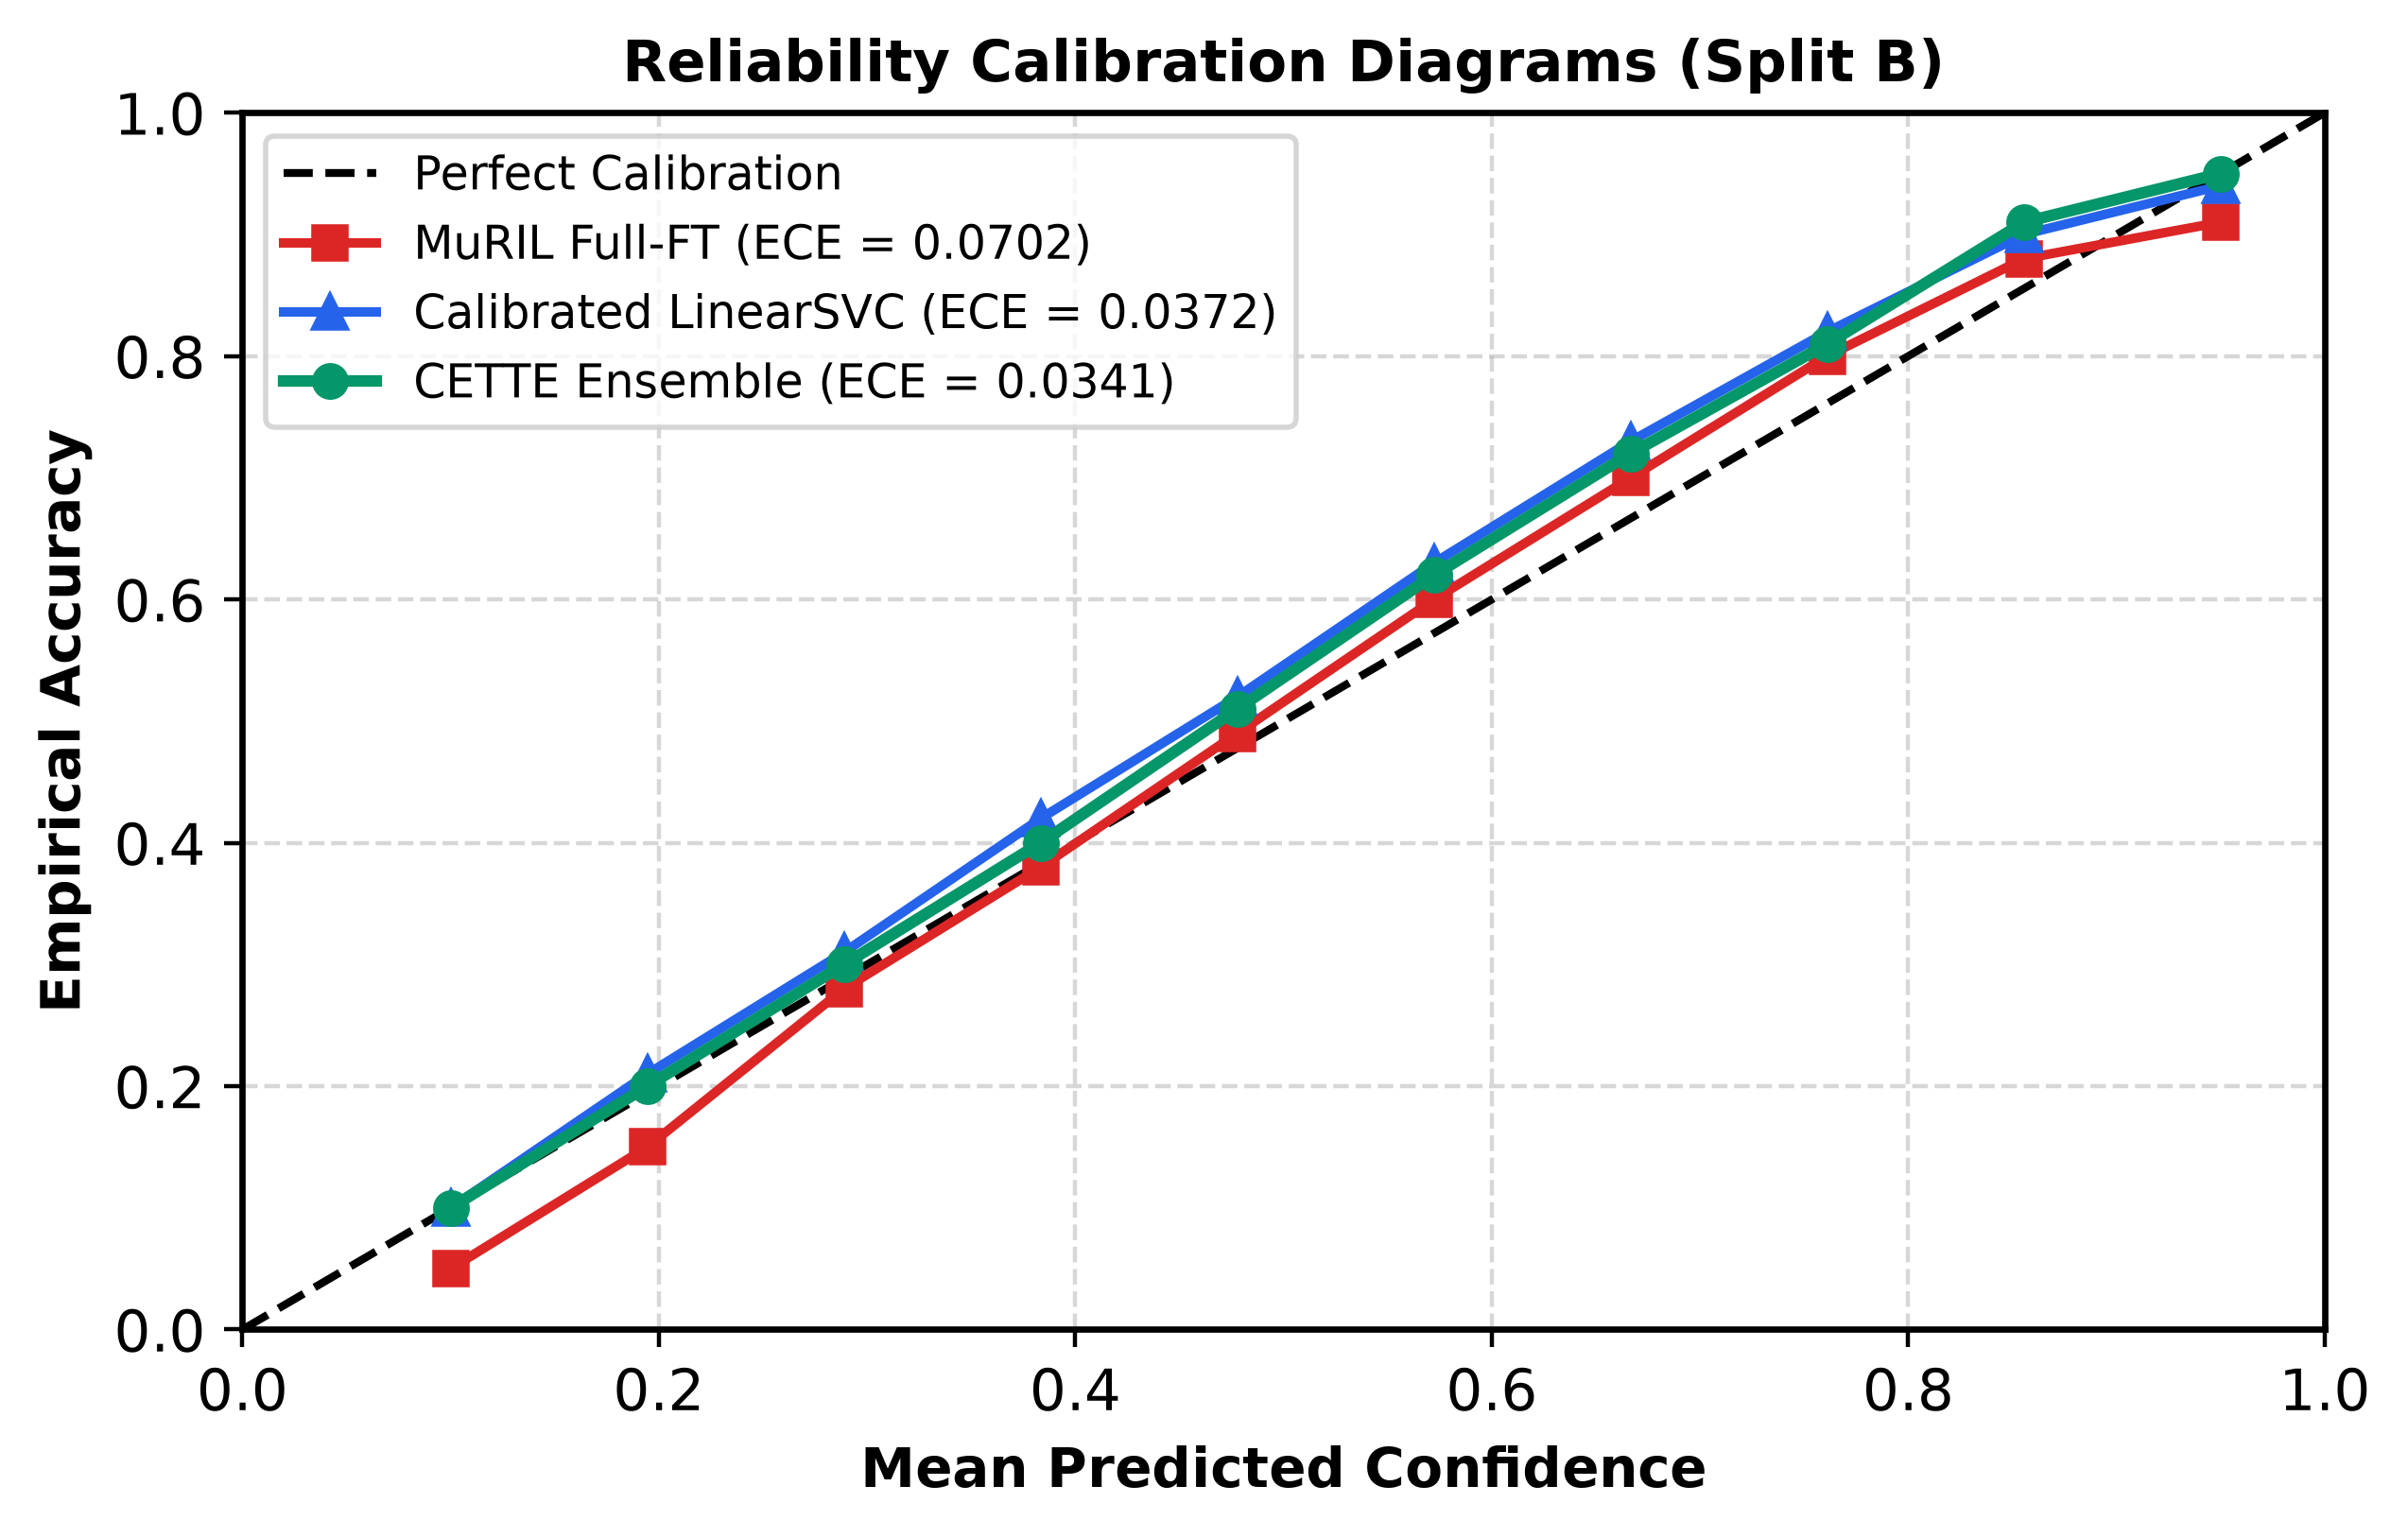 Reliability Calibration Diagrams (Split B)
1.0
0.8
0.6
0.4
0.2
0.0
Empirical Accuracy
Perfect Calibration
MuRIL Full-FT (ECE = 0.0702)
Calibrated LinearSVC (ECE = 0.0372)
CETTE Ensemble (ECE = 0.0341)
0.0 0.2 0.4 0.6 0.8 1.0
Mean Predicted Confidence